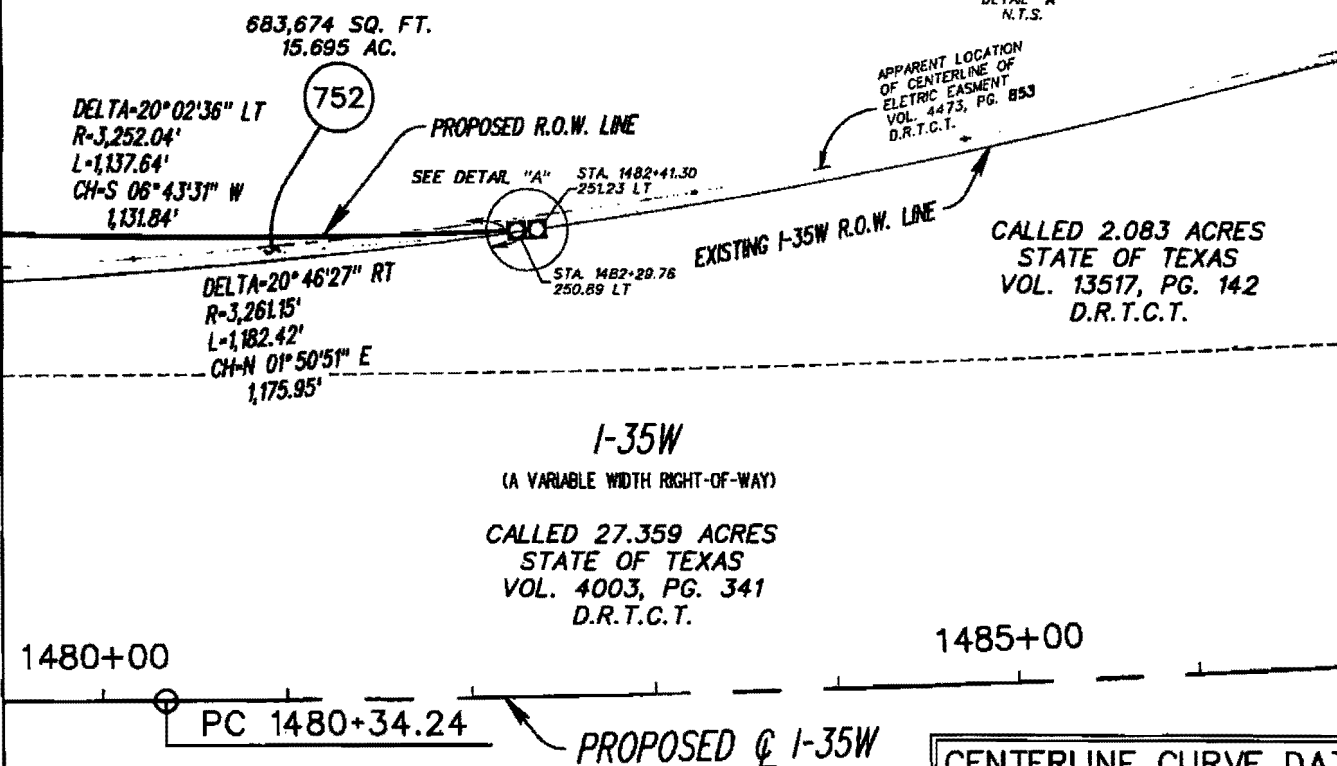 683,674 SQ. FT.
15.695 AC.
752
DELTA=20°02'36" LT
R=3,252.04'
L=1,137.64'
CH=S 06°43'31" W
1,131.84'
PROPOSED R.O.W. LINE
SEE DETAIL "A"
STA. 1482+41.30
251.23 LT
STA. 1482+29.76
250.89 LT
DETAIL "A"
N.T.S.
APPARENT LOCATION
OF CENTERLINE OF
ELETRIC EASMENT
VOL. 4473, PG. 853
D.R.T.C.T.
EXISTING I-35W R.O.W. LINE
CALLED 2.083 ACRES
STATE OF TEXAS
VOL. 13517, PG. 142
D.R.T.C.T.
DELTA=20°46'27" RT
R=3,261.15'
L=1,182.42'
CH=N 01°50'51" E
1,175.95'
I-35W
(A VARIABLE WIDTH RIGHT-OF-WAY)
CALLED 27.359 ACRES
STATE OF TEXAS
VOL. 4003, PG. 341
D.R.T.C.T.
1480+00
1485+00
PC 1480+34.24
PROPOSED ℄ I-35W
CENTERLINE CURVE DAT